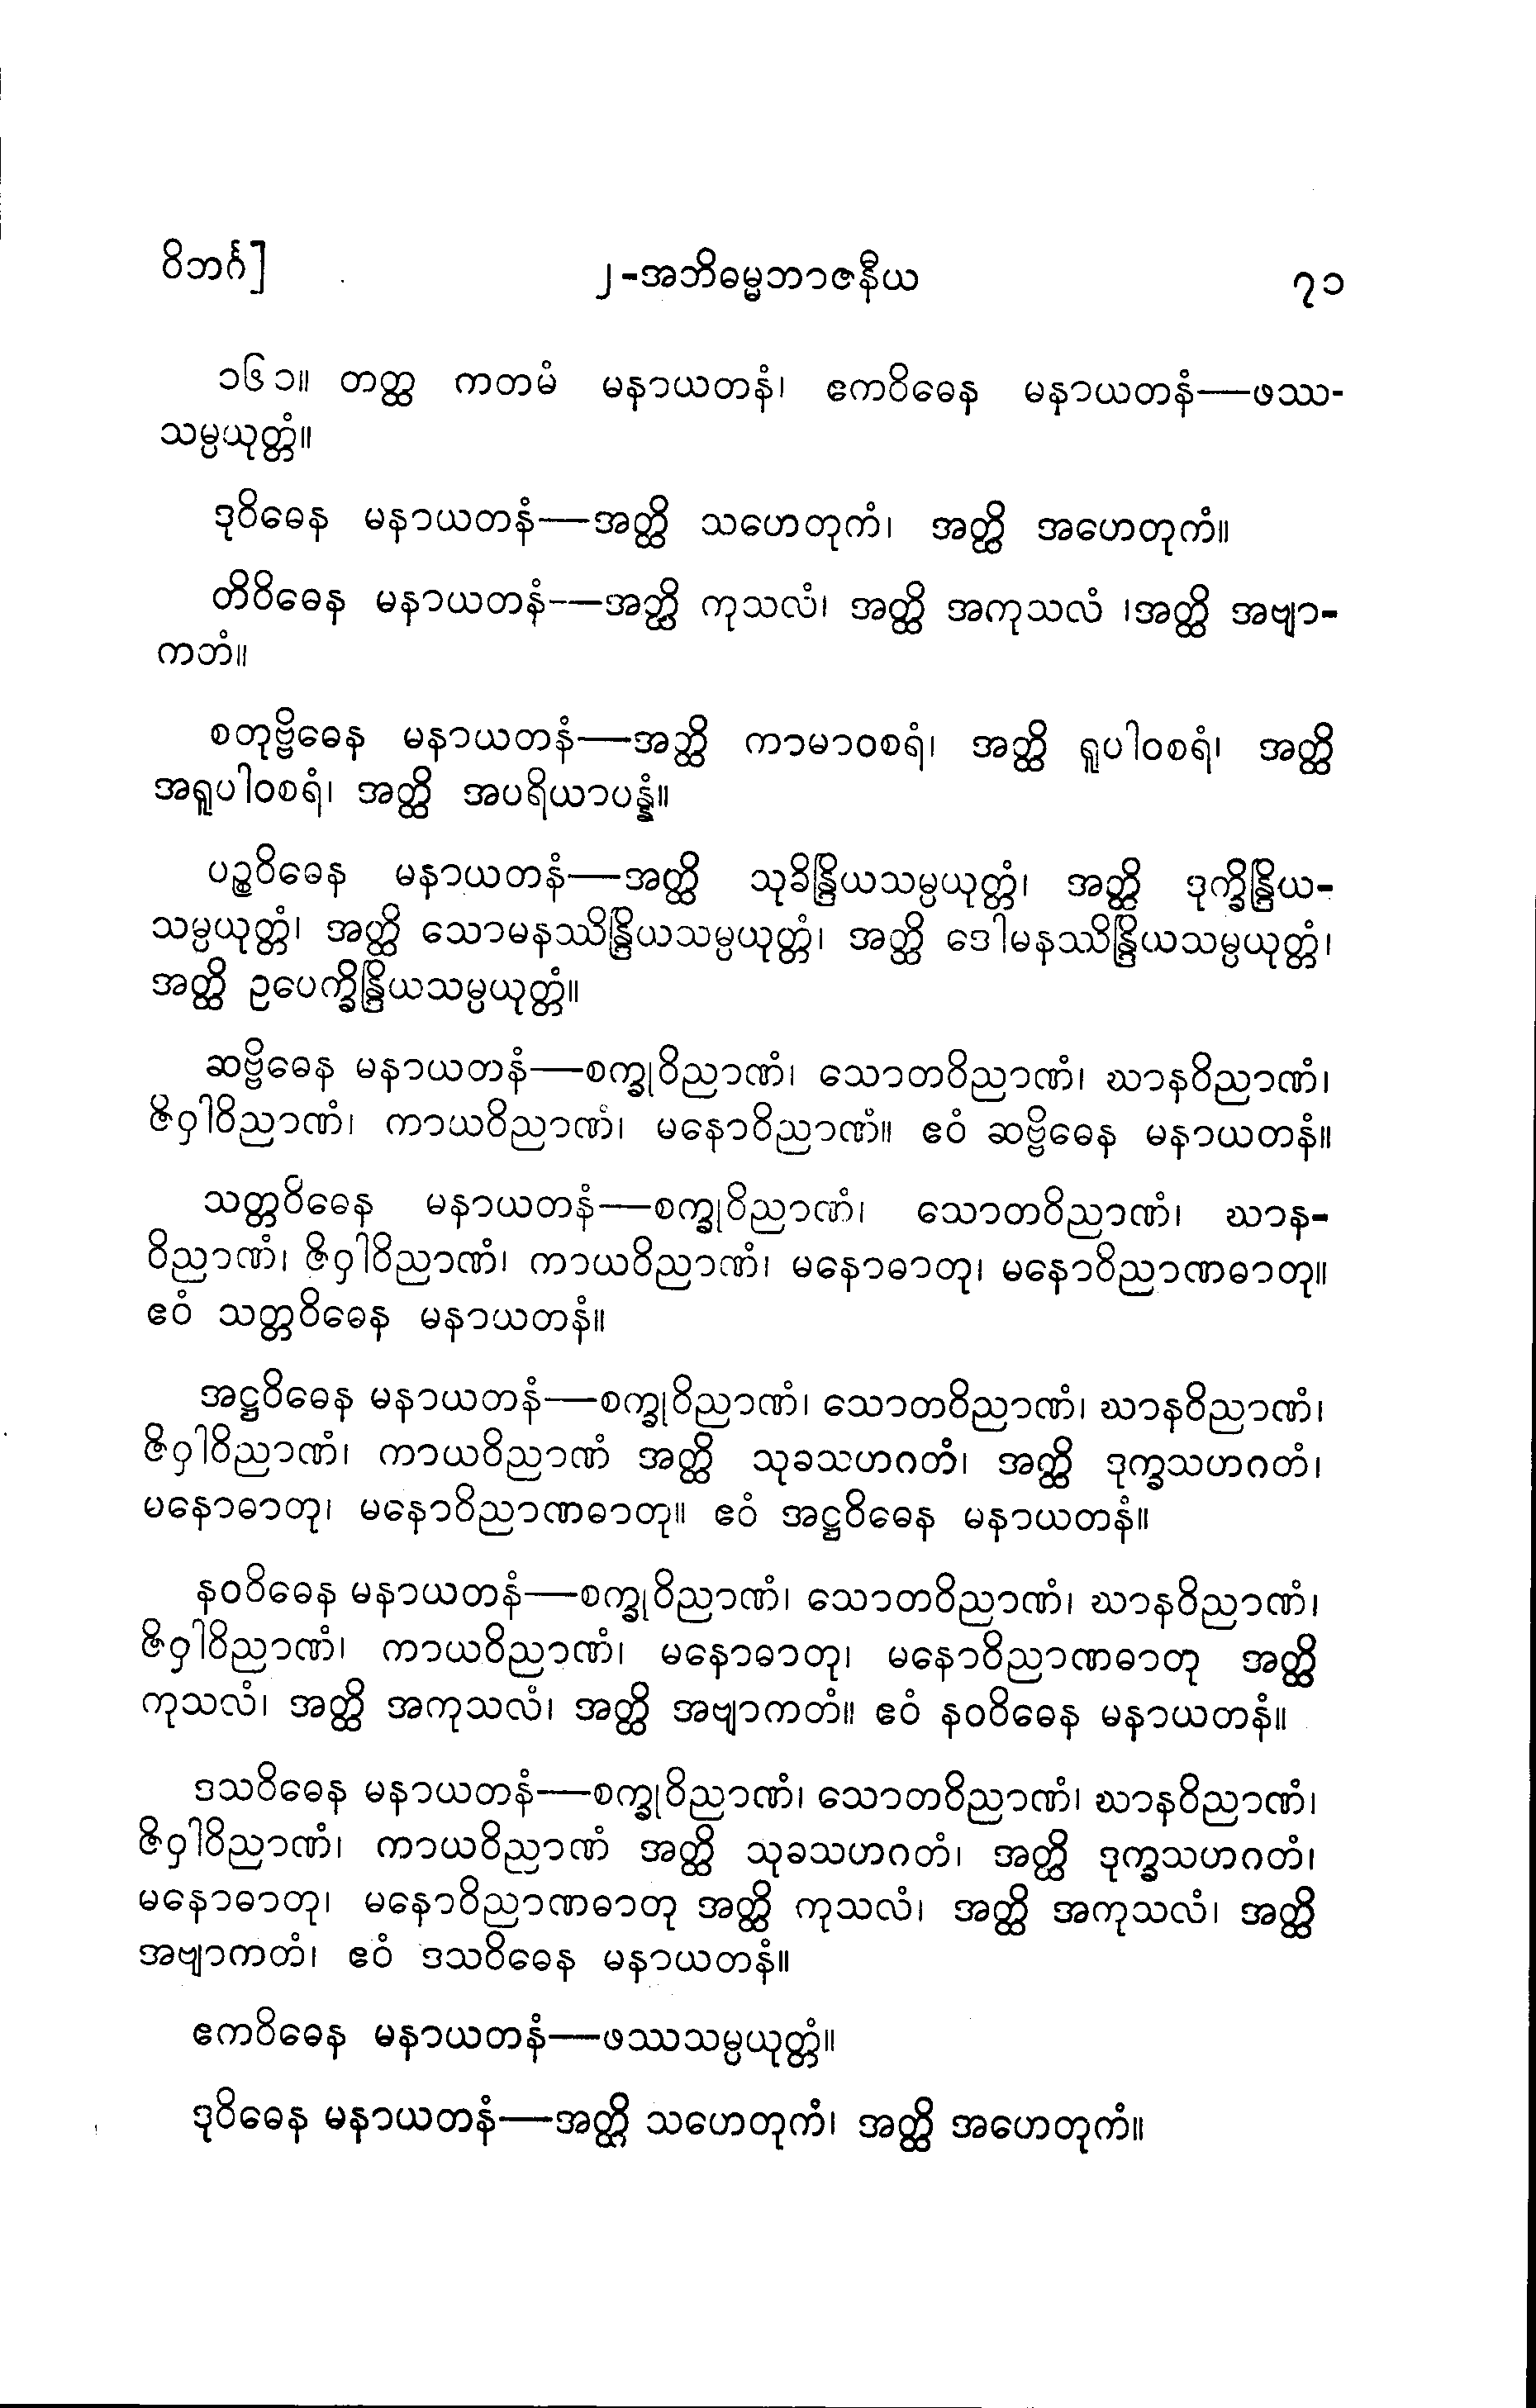 ဝိဘင်္ဂ]
၂-အဘိဓမ္မဘာဇနီယ
၇၁
၁၆၁။ တတ္ထ ကတမံ မနာယတနံ၊ ဧကဝိဓေန မနာယတနံ—ဖဿ-
သမ္ပယုတ္တံ။
ဒုဝိဓေန မနာယတနံ—အတ္ထိ သဟေတုကံ၊ အတ္ထိ အဟေတုကံ။
တိဝိဓေန မနာယတနံ—အတ္ထိ ကုသလံ၊ အတ္ထိ အကုသလံ ၊အတ္ထိ အဗျာ-
ကဘံ။
စတုဗ္ဗိဓေန မနာယတနံ—အတ္ထိ ကာမာဝစရံ၊ အတ္ထိ ရူပါဝစရံ၊ အတ္ထိ
အရူပါဝစရံ၊ အတ္ထိ အပရိယာပန္နံ။
ပဉ္စဝိဓေန မနာယတနံ—အတ္ထိ သုခိန္ဒြိယသမ္ပယုတ္တံ၊ အတ္ထိ ဒုက္ခိန္ဒြိယ-
သမ္ပယုတ္တံ၊ အတ္ထိ သောမနဿိန္ဒြိယသမ္ပယုတ္တံ၊ အတ္ထိ ဒေါမနဿိန္ဒြိယသမ္ပယုတ္တံ၊
အတ္ထိ ဥပေက္ခိန္ဒြိယသမ္ပယုတ္တံ။
ဆဗ္ဗိဓေန မနာယတနံ—စက္ခုဝိညာဏံ၊ သောတဝိညာဏံ၊ ဃာနဝိညာဏံ၊
ဇိဝှါဝိညာဏံ၊ ကာယဝိညာဏံ၊ မနောဝိညာဏံ။ ဧဝံ ဆဗ္ဗိဓေန မနာယတနံ။
သတ္တဝိဓေန မနာယတနံ—စက္ခုဝိညာဏံ၊ သောတဝိညာဏံ၊ ဃာန-
ဝိညာဏံ၊ ဇိဝှါဝိညာဏံ၊ ကာယဝိညာဏံ၊ မနောဓာတု၊ မနောဝိညာဏဓာတု။
ဧဝံ သတ္တဝိဓေန မနာယတနံ။
အဋ္ဌဝိဓေန မနာယတနံ—စက္ခုဝိညာဏံ၊ သောတဝိညာဏံ၊ ဃာနဝိညာဏံ၊
ဇိဝှါဝိညာဏံ၊ ကာယဝိညာဏံ အတ္ထိ သုခသဟဂတံ၊ အတ္ထိ ဒုက္ခသဟဂတံ၊
မနောဓာတု၊ မနောဝိညာဏဓာတု။ ဧဝံ အဋ္ဌဝိဓေန မနာယတနံ။
နဝဝိဓေန မနာယတနံ—စက္ခုဝိညာဏံ၊ သောတဝိညာဏံ၊ ဃာနဝိညာဏံ၊
ဇိဝှါဝိညာဏံ၊ ကာယဝိညာဏံ၊ မနောဓာတု၊ မနောဝိညာဏဓာတု အတ္ထိ
ကုသလံ၊ အတ္ထိ အကုသလံ၊ အတ္ထိ အဗျာကတံ။ ဧဝံ နဝဝိဓေန မနာယတနံ။
ဒသဝိဓေန မနာယတနံ—စက္ခုဝိညာဏံ၊ သောတဝိညာဏံ၊ ဃာနဝိညာဏံ၊
ဇိဝှါဝိညာဏံ၊ ကာယဝိညာဏံ အတ္ထိ သုခသဟဂတံ၊ အတ္ထိ ဒုက္ခသဟဂတံ၊
မနောဓာတု၊ မနောဝိညာဏဓာတု အတ္ထိ ကုသလံ၊ အတ္ထိ အကုသလံ၊ အတ္ထိ
အဗျာကတံ၊ ဧဝံ ဒသဝိဓေန မနာယတနံ။
ဧကဝိဓေန မနာယတနံ—ဖဿသမ္ပယုတ္တံ။
ဒုဝိဓေန မနာယတနံ—အတ္ထိ သဟေတုကံ၊ အတ္ထိ အဟေတုကံ။